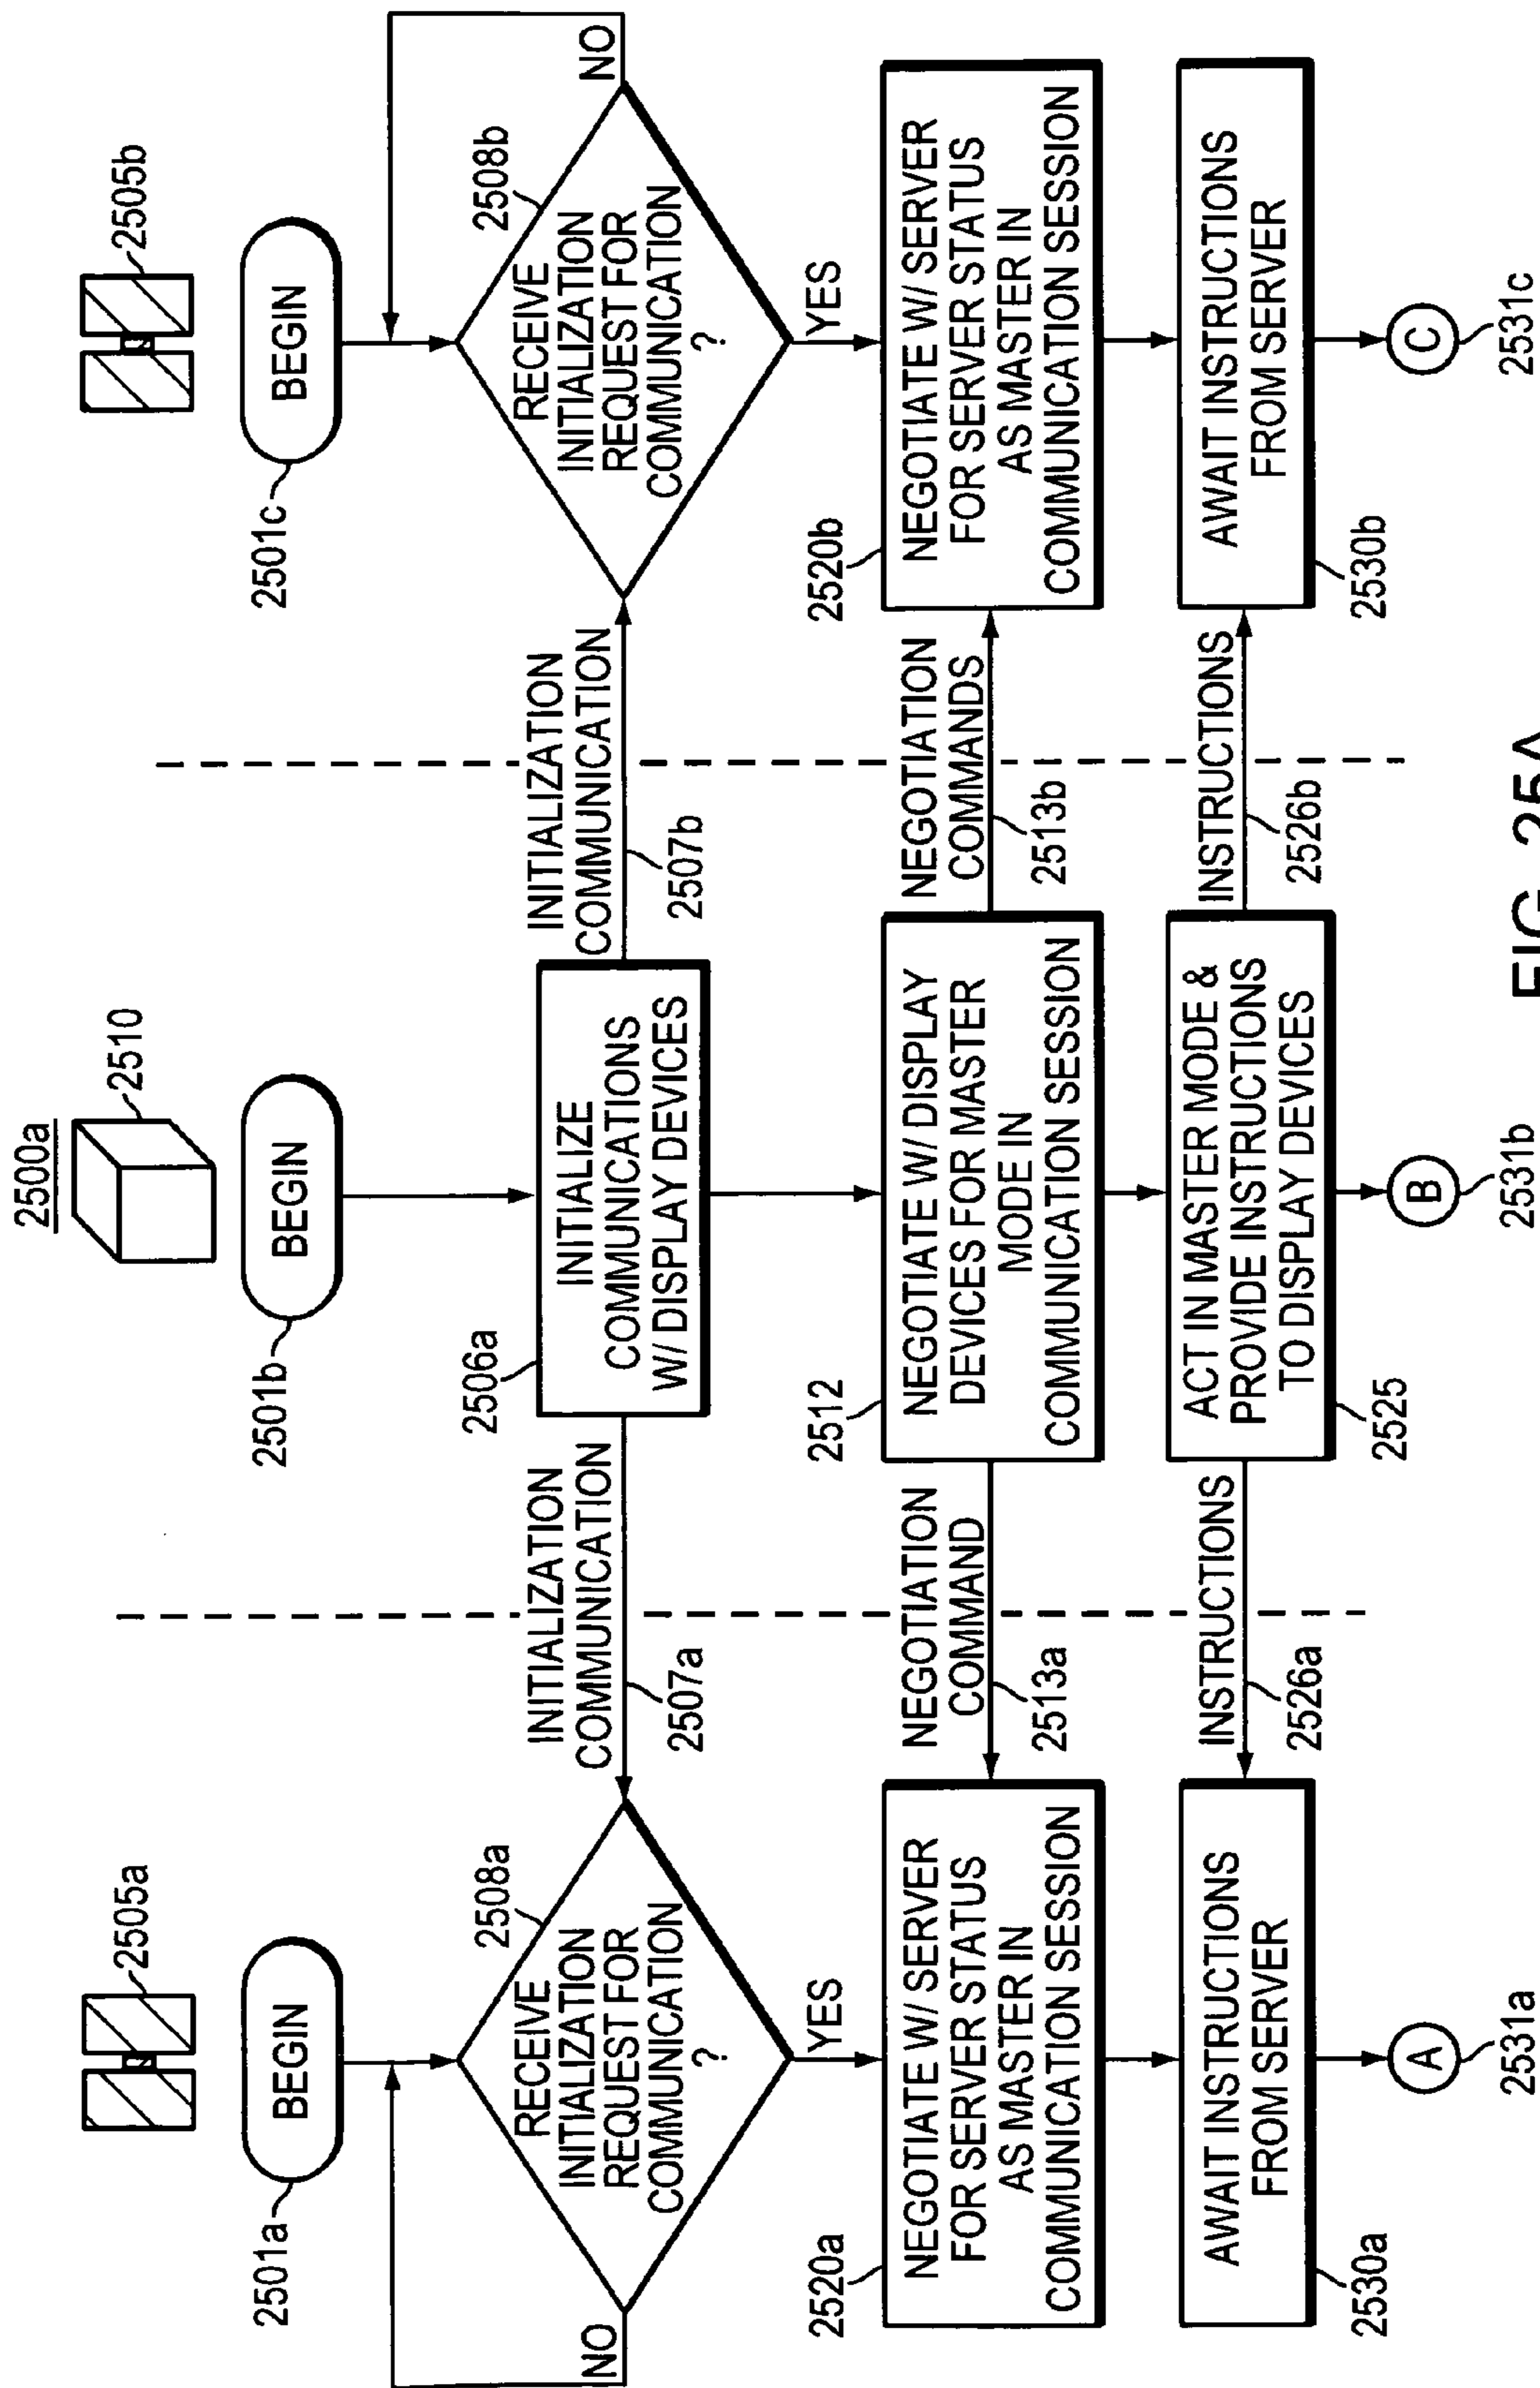 2500a
2505a
2510
2505b
2501a
BEGIN
2501b
BEGIN
2501c
BEGIN
NO
2508a
RECEIVE
INITIALIZATION
REQUEST FOR
COMMUNICATION
?
YES
INITIALIZATION
COMMUNICATION
2507a
2506a
INITIALIZE
COMMUNICATIONS
W/ DISPLAY DEVICES
INITIALIZATION
COMMUNICATION
2507b
2508b
RECEIVE
INITIALIZATION
REQUEST FOR
COMMUNICATION
?
NO
YES
2520a
NEGOTIATE W/ SERVER
FOR SERVER STATUS
AS MASTER IN
COMMUNICATION SESSION
NEGOTIATION
COMMAND
2513a
2512
NEGOTIATE W/ DISPLAY
DEVICES FOR MASTER
MODE IN
COMMUNICATION SESSION
NEGOTIATION
COMMANDS
2513b
2520b
NEGOTIATE W/ SERVER
FOR SERVER STATUS
AS MASTER IN
COMMUNICATION SESSION
AWAIT INSTRUCTIONS
FROM SERVER
2530a
INSTRUCTIONS
2526a
ACT IN MASTER MODE &
PROVIDE INSTRUCTIONS
TO DISPLAY DEVICES
2525
INSTRUCTIONS
2526b
AWAIT INSTRUCTIONS
FROM SERVER
2530b
A
2531a
B
2531b
C
2531c
FIG. 25A